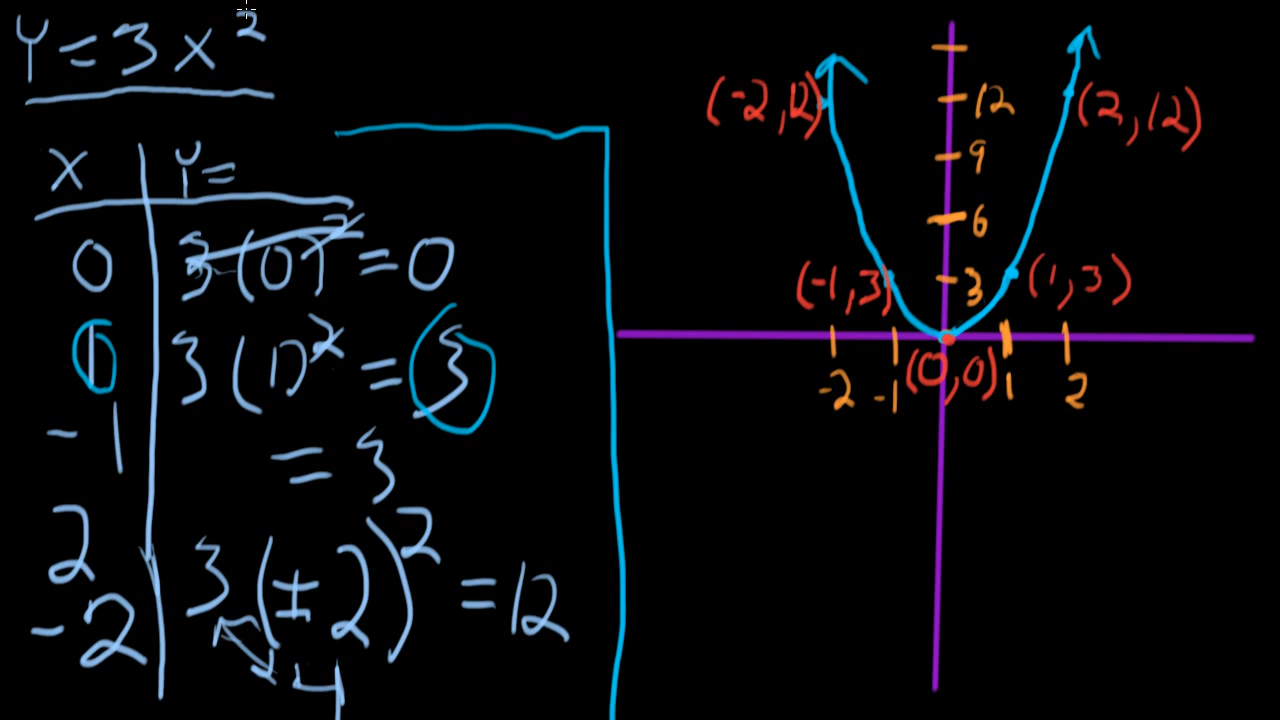 Y = 3x²
X Y =
0 3(0)² = 0
1 3(1)² = 3
-1 = 3
2
-2 3(±2)² = 12
4
(-2,12) 12 (2,12)
9
6
(-1,3) 3 (1,3)
-2 -1 (0,0) 1 2